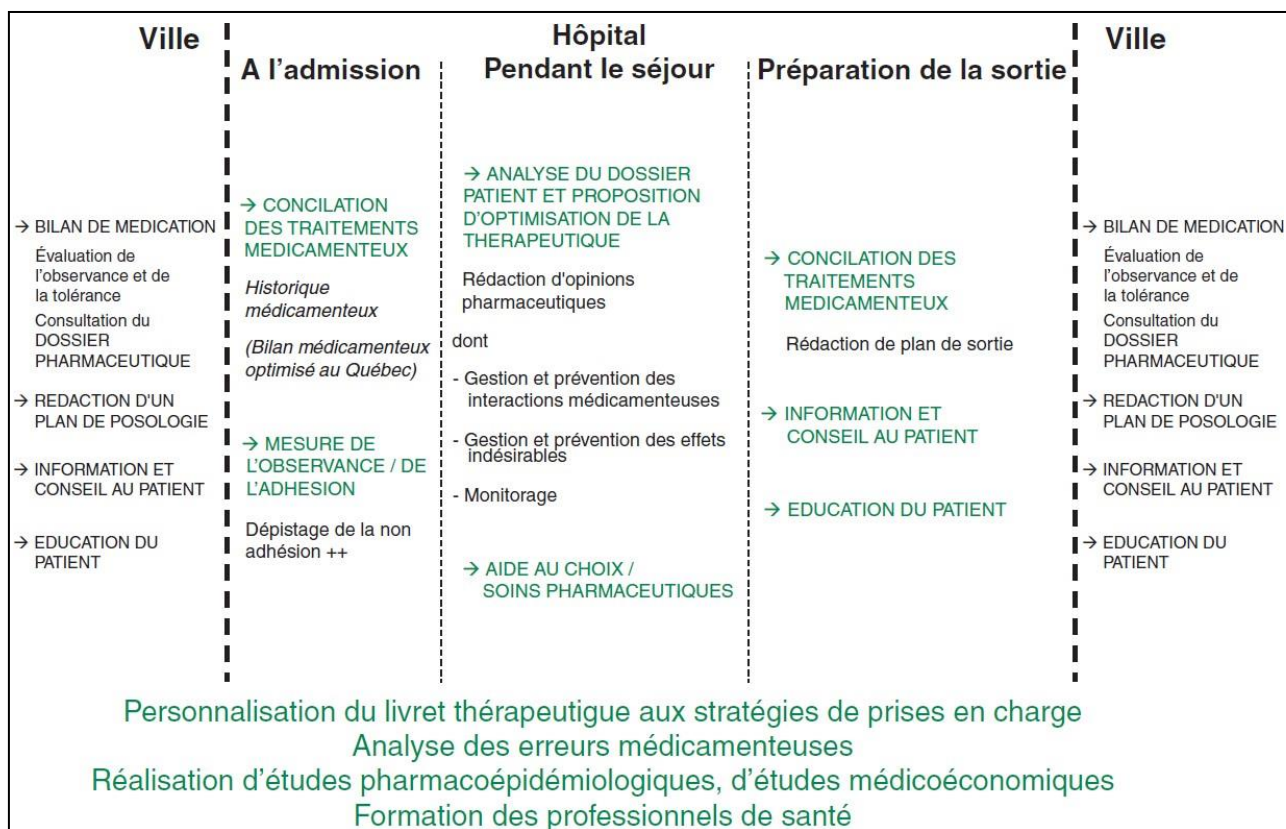 Ville
Hôpital
Ville
A l'admission
Pendant le séjour
Préparation de la sortie
→ BILAN DE MEDICATION
Évaluation de
l'observance et de
la tolérance
Consultation du
DOSSIER
PHARMACEUTIQUE
→ REDACTION D'UN
PLAN DE POSOLOGIE
→ INFORMATION ET
CONSEIL AU PATIENT
→ EDUCATION DU
PATIENT
→ CONCILATION
DES TRAITEMENTS
MEDICAMENTEUX
Historique
médicamenteux
(Bilan médicamenteux
optimisé au Québec)
→ MESURE DE
L'OBSERVANCE / DE
L'ADHESION
Dépistage de la non
adhésion ++
→ ANALYSE DU DOSSIER
PATIENT ET PROPOSITION
D'OPTIMISATION DE LA
THERAPEUTIQUE
Rédaction d'opinions
pharmaceutiques
dont
- Gestion et prévention des
interactions médicamenteuses
- Gestion et prévention des effets
indésirables
- Monitorage
→ AIDE AU CHOIX /
SOINS PHARMACEUTIQUES
→ CONCILATION DES
TRAITEMENTS
MEDICAMENTEUX
Rédaction de plan de sortie
→ INFORMATION ET
CONSEIL AU PATIENT
→ EDUCATION DU PATIENT
→ BILAN DE MEDICATION
Évaluation de
l'observance et de
la tolérance
Consultation du
DOSSIER
PHARMACEUTIQUE
→ REDACTION D'UN
PLAN DE POSOLOGIE
→ INFORMATION ET
CONSEIL AU PATIENT
→ EDUCATION DU
PATIENT
Personnalisation du livret thérapeutigue aux stratégies de prises en charge
Analyse des erreurs médicamenteuses
Réalisation d'études pharmacoépidémiologiques, d'études médicoéconomiques
Formation des professionnels de santé